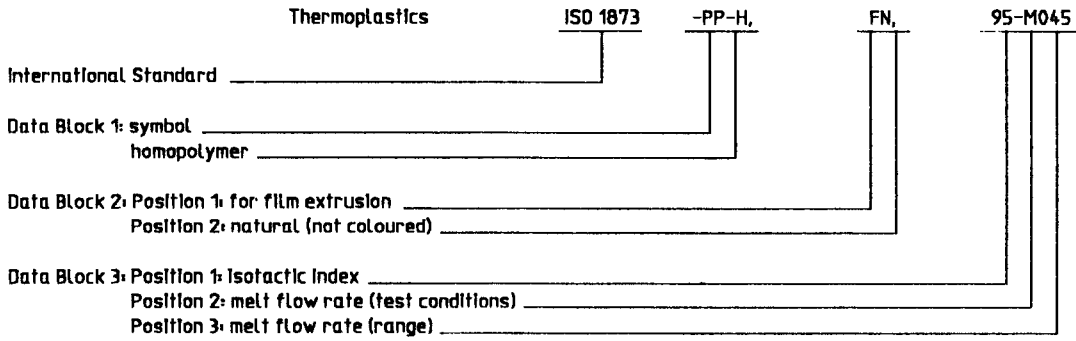 Thermoplastics ISO 1873 -PP-H, FN, 95-M045
International Standard
Data Block 1: symbol
homopolymer
Data Block 2: Position 1: for film extrusion
Position 2: natural (not coloured)
Data Block 3: Position 1: Isotactic Index
Position 2: melt flow rate (test conditions)
Position 3: melt flow rate (range)